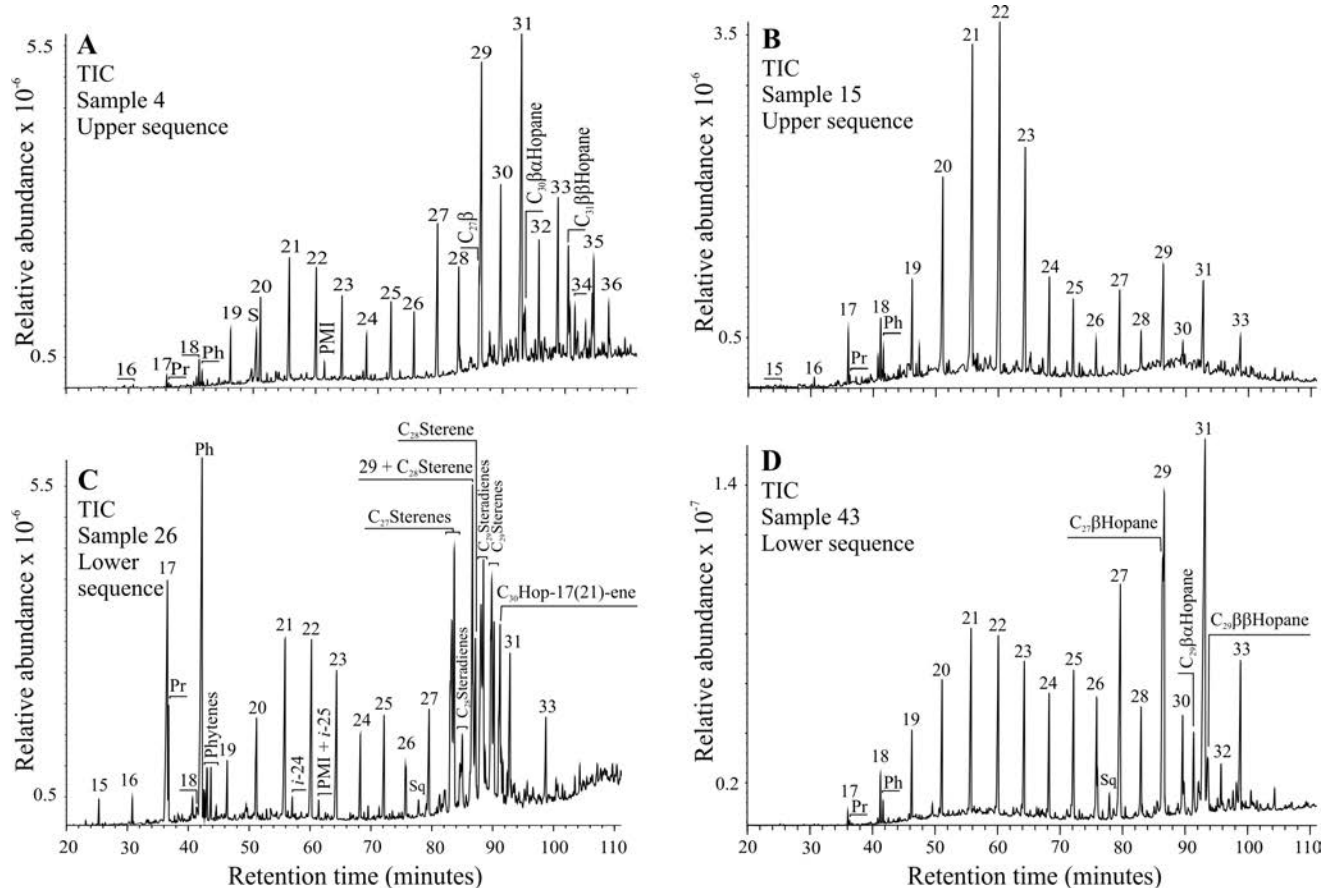 A
TIC
Sample 4
Upper sequence
Relative abundance x 10⁻⁶
5.5
0.5
16
17
Pr
18
Ph
19
S
20
21
22
PMI
23
24
25
26
27
28
C₂₇β
29
30
31
C₃₀βαHopane
32
33
C₃₁ββHopane
34
35
36
B
TIC
Sample 15
Upper sequence
Relative abundance x 10⁻⁶
3.5
0.5
15
16
17
Pr
18
Ph
19
20
21
22
23
24
25
26
27
28
29
30
31
33
C
TIC
Sample 26
Lower
sequence
Relative abundance x 10⁻⁶
5.5
0.5
15
16
17
Pr
18
Ph
Phytenes
19
20
21
i-24
22
PMI + i-25
23
24
25
26
Sq
27
C₂₇Sterenes
C₂₉Steradienes
29 + C₂₈Sterene
C₂₈Sterene
C₂₉Steradienes
C₂₉Sterenes
C₃₀Hop-17(21)-ene
31
33
20 30 40 50 60 70 80 90 100 110
Retention time (minutes)
D
TIC
Sample 43
Lower sequence
Relative abundance x 10⁻⁷
1.4
0.2
17
Pr
18
Ph
19
20
21
22
23
24
25
26
Sq
27
28
C₂₇βHopane
29
30
C₂₉βαHopane
31
C₂₉ββHopane
32
33
20 30 40 50 60 70 80 90 100 110
Retention time (minutes)